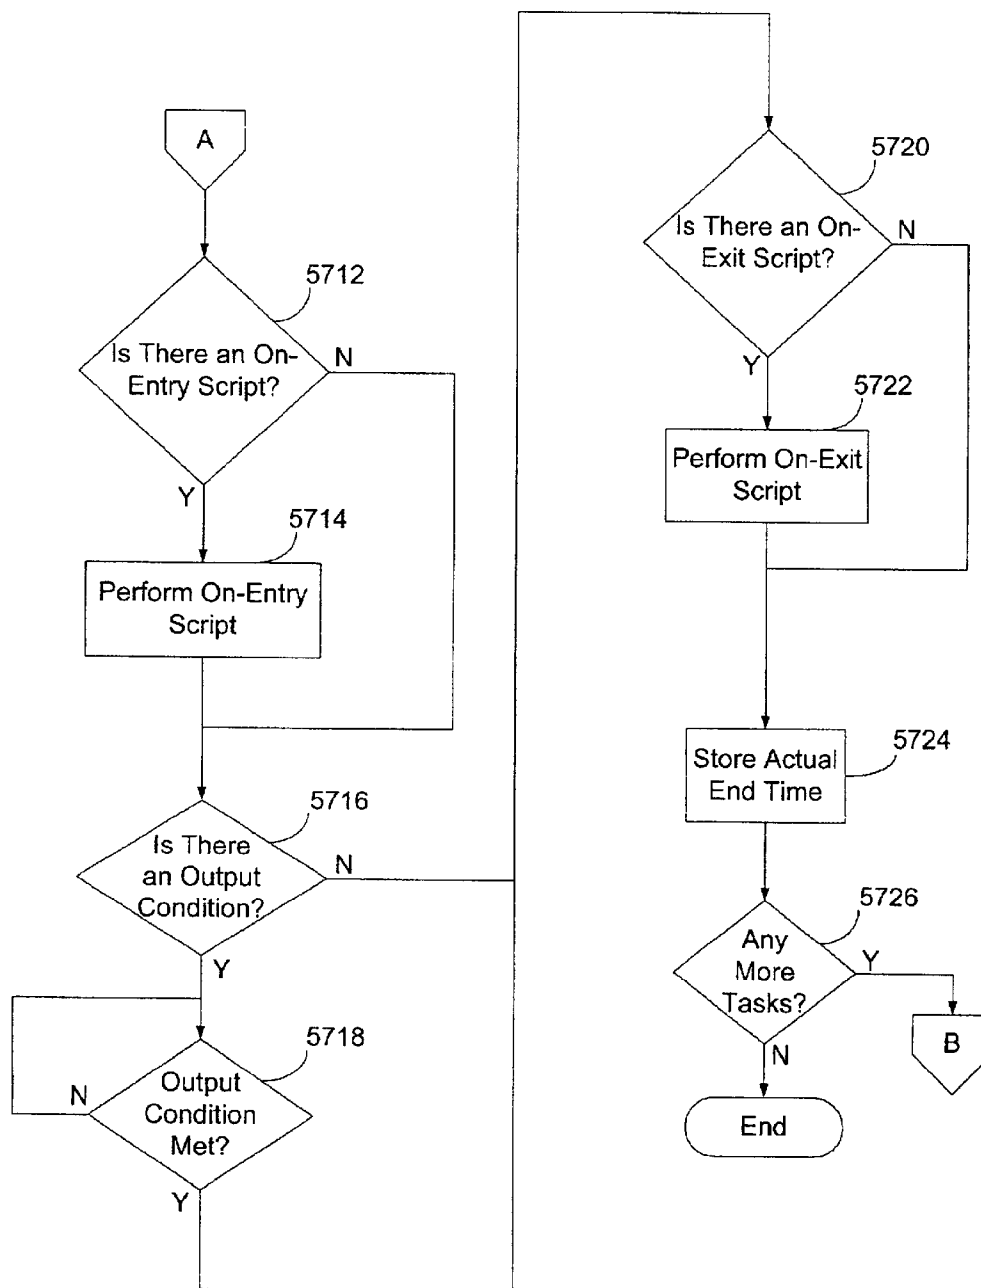 A
5712
Is There an On-
Entry Script?
N
Y
5714
Perform On-Entry
Script
5716
Is There
an Output
Condition?
N
Y
5718
Output
Condition
Met?
N
Y
5720
Is There an On-
Exit Script?
N
Y
5722
Perform On-Exit
Script
5724
Store Actual
End Time
5726
Any
More
Tasks?
Y
N
B
End